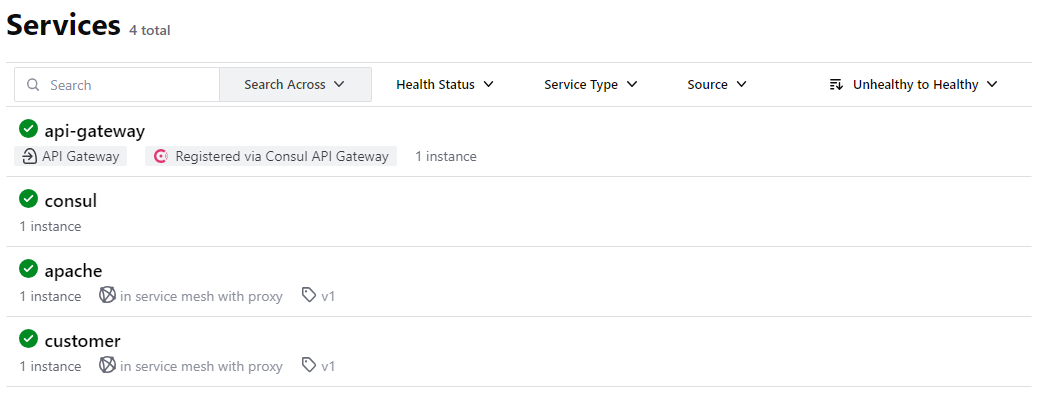 Services 4 total
Search Search Across Health Status Service Type Source Unhealthy to Healthy
api-gateway
API Gateway Registered via Consul API Gateway 1 instance
consul
1 instance
apache
1 instance in service mesh with proxy v1
customer
1 instance in service mesh with proxy v1